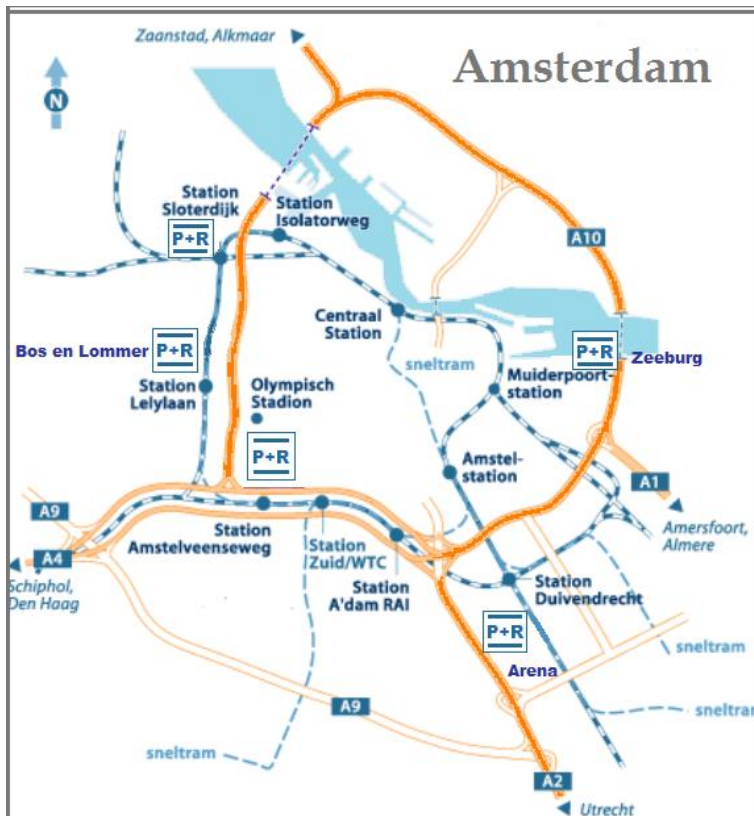 Zaanstad, Alkmaar
Amsterdam
N
Station
Sloterdijk
Station
Isolatorweg
P+R
A10
Centraal
Station
Bos en Lommer
P+R
P+R
Zeeburg
sneltram
Station
Lelylaan
Olympisch
Stadion
Muiderpoort-
station
P+R
Amstel-
station
A1
A9
Amersfoort,
Almere
Station
Amstelveenseweg
Station
Zuid/WTC
A4
Schiphol,
Den Haag
Station
A'dam RAI
Station
Duivendrecht
P+R
sneltram
Arena
A9
sneltram
sneltram
A2
Utrecht